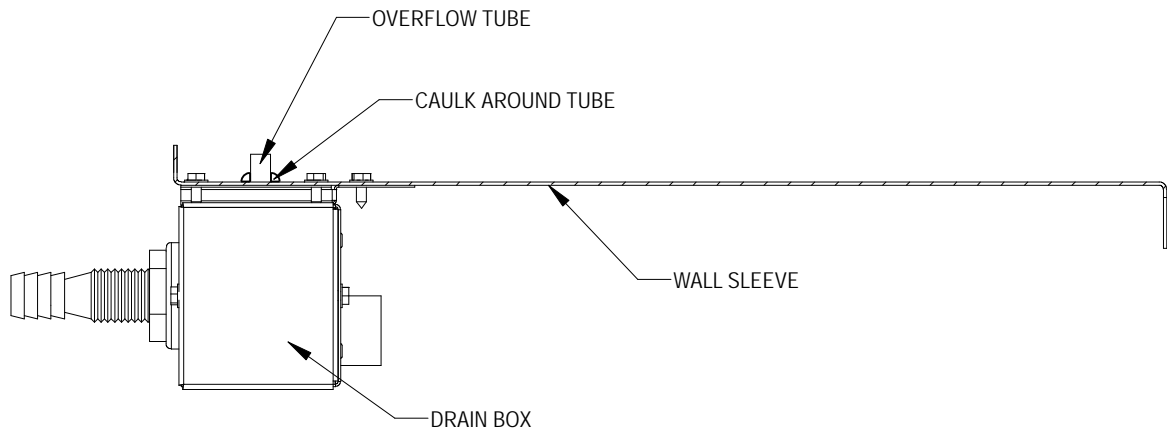 OVERFLOW TUBE
CAULK AROUND TUBE
WALL SLEEVE
DRAIN BOX